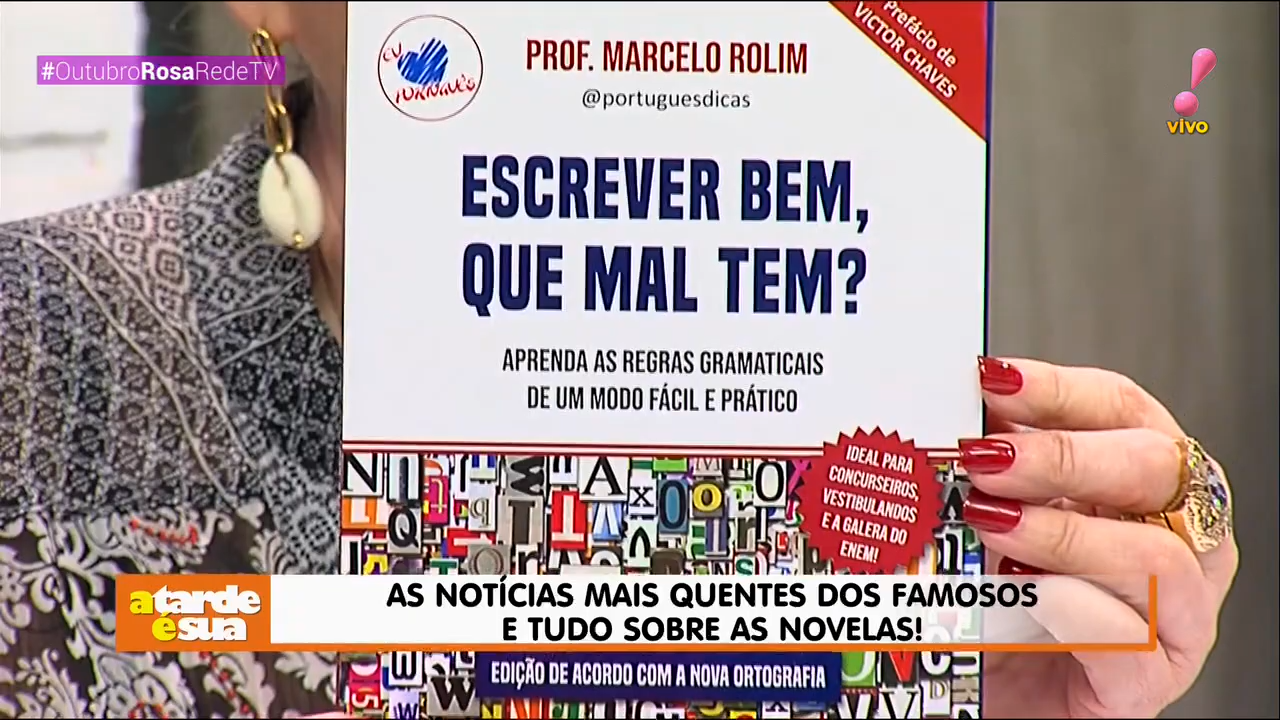 #OutubroRosaRedeTV
EU
PORTUGUÊS
PROF. MARCELO ROLIM
@portuguesdicas
Prefácio de
VICTOR CHAVES
vivo
ESCREVER BEM,
QUE MAL TEM?
APRENDA AS REGRAS GRAMATICAIS
DE UM MODO FÁCIL E PRÁTICO
IDEAL PARA
CONCURSEIROS,
VESTIBULANDOS
E A GALERA DO
ENEM!
a tarde
é sua
AS NOTÍCIAS MAIS QUENTES DOS FAMOSOS
E TUDO SOBRE AS NOVELAS!
EDIÇÃO DE ACORDO COM A NOVA ORTOGRAFIA